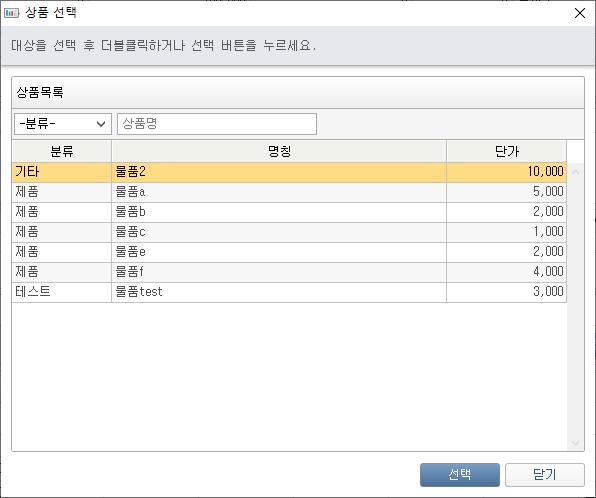 상품 선택
대상을 선택 후 더블클릭하거나 선택 버튼을 누르세요.
상품목록
-분류- 상품명
분류 명칭 단가
기타 물품2 10,000
제품 물품a 5,000
제품 물품b 2,000
제품 물품c 1,000
제품 물품e 2,000
제품 물품f 4,000
테스트 물품test 3,000
선택 닫기